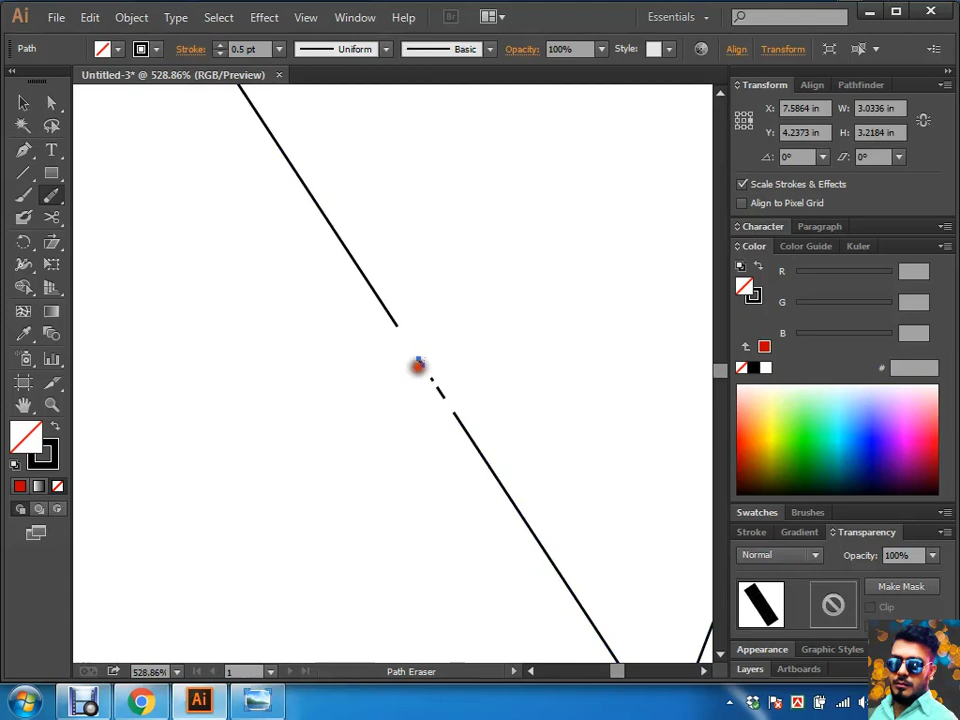 Ai File Edit Object Type Select Effect View Window Help Br Essentials
Path Stroke: 0.5 pt Uniform Basic Opacity: 100% Style: Align Transform
Untitled-3* @ 528.86% (RGB/Preview)
Transform Align Pathfinder
X: 7.5864 in W: 3.0336 in
Y: 4.2373 in H: 3.2184 in
0° 0°
Scale Strokes & Effects
Align to Pixel Grid
Character Paragraph
Color Color Guide Kuler
R
G
B
#
Swatches Brushes
Stroke Gradient Transparency
Normal Opacity: 100%
Make Mask
Clip
Appearance Graphic Styles
Layers Artboards
528.86% 1 Path Eraser
Ai